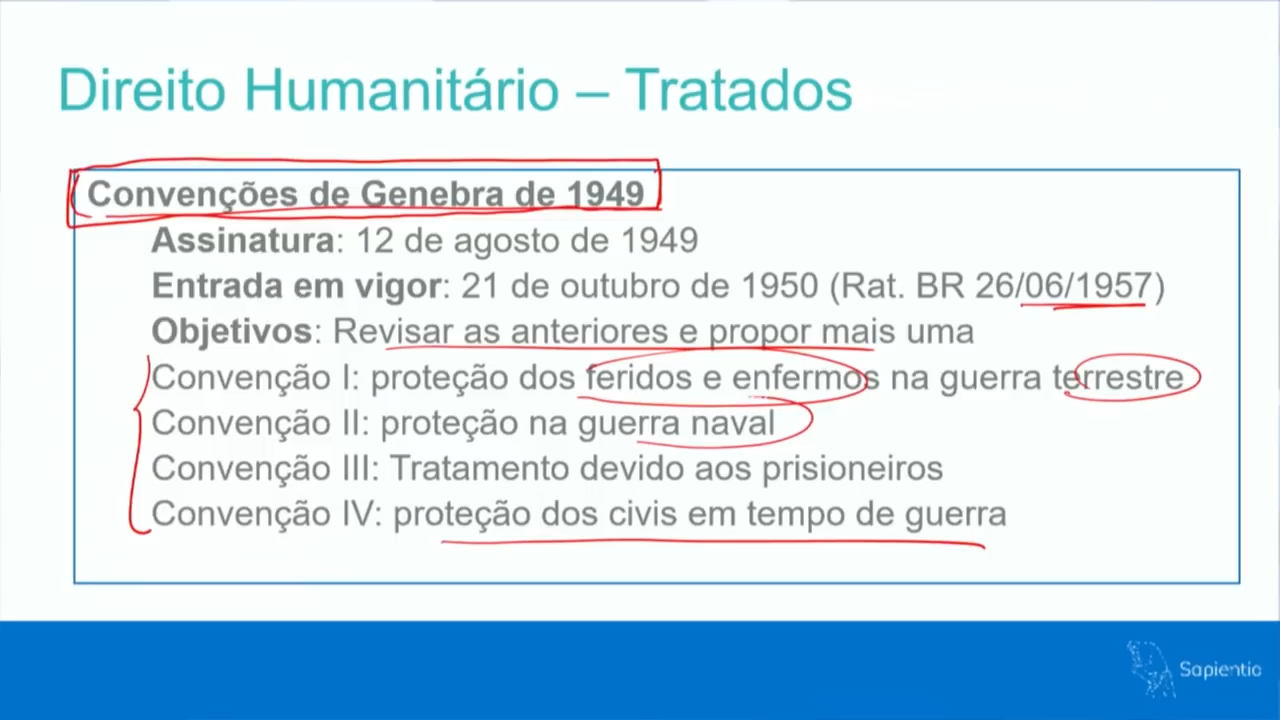 Direito Humanitário – Tratados
Convenções de Genebra de 1949
Assinatura: 12 de agosto de 1949
Entrada em vigor: 21 de outubro de 1950 (Rat. BR 26/06/1957)
Objetivos: Revisar as anteriores e propor mais uma
Convenção I: proteção dos feridos e enfermos na guerra terrestre
Convenção II: proteção na guerra naval
Convenção III: Tratamento devido aos prisioneiros
Convenção IV: proteção dos civis em tempo de guerra
Sapientia